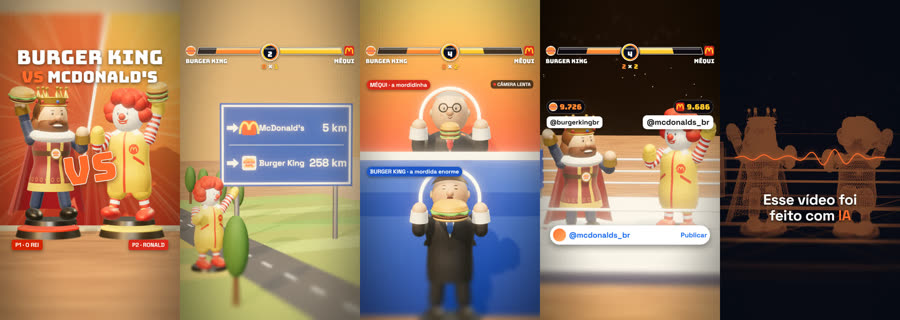 BURGER KING
VS MCDONALD'S
VS
P1 · O REI
P2 · RONALD
2
BURGER KING
MÉQUI
McDonald's 5 km
Burger King 258 km
4
BURGER KING
MÉQUI
MÉQUI · a mordidinha
CÂMERA LENTA
BURGER KING · a mordida enorme
4
BURGER KING
MÉQUI
2 × 2
9.726
9.686
@burgerkingbr
@mcdonalds_br
@mcdonalds_br
Publicar
Esse vídeo foi
feito com IA